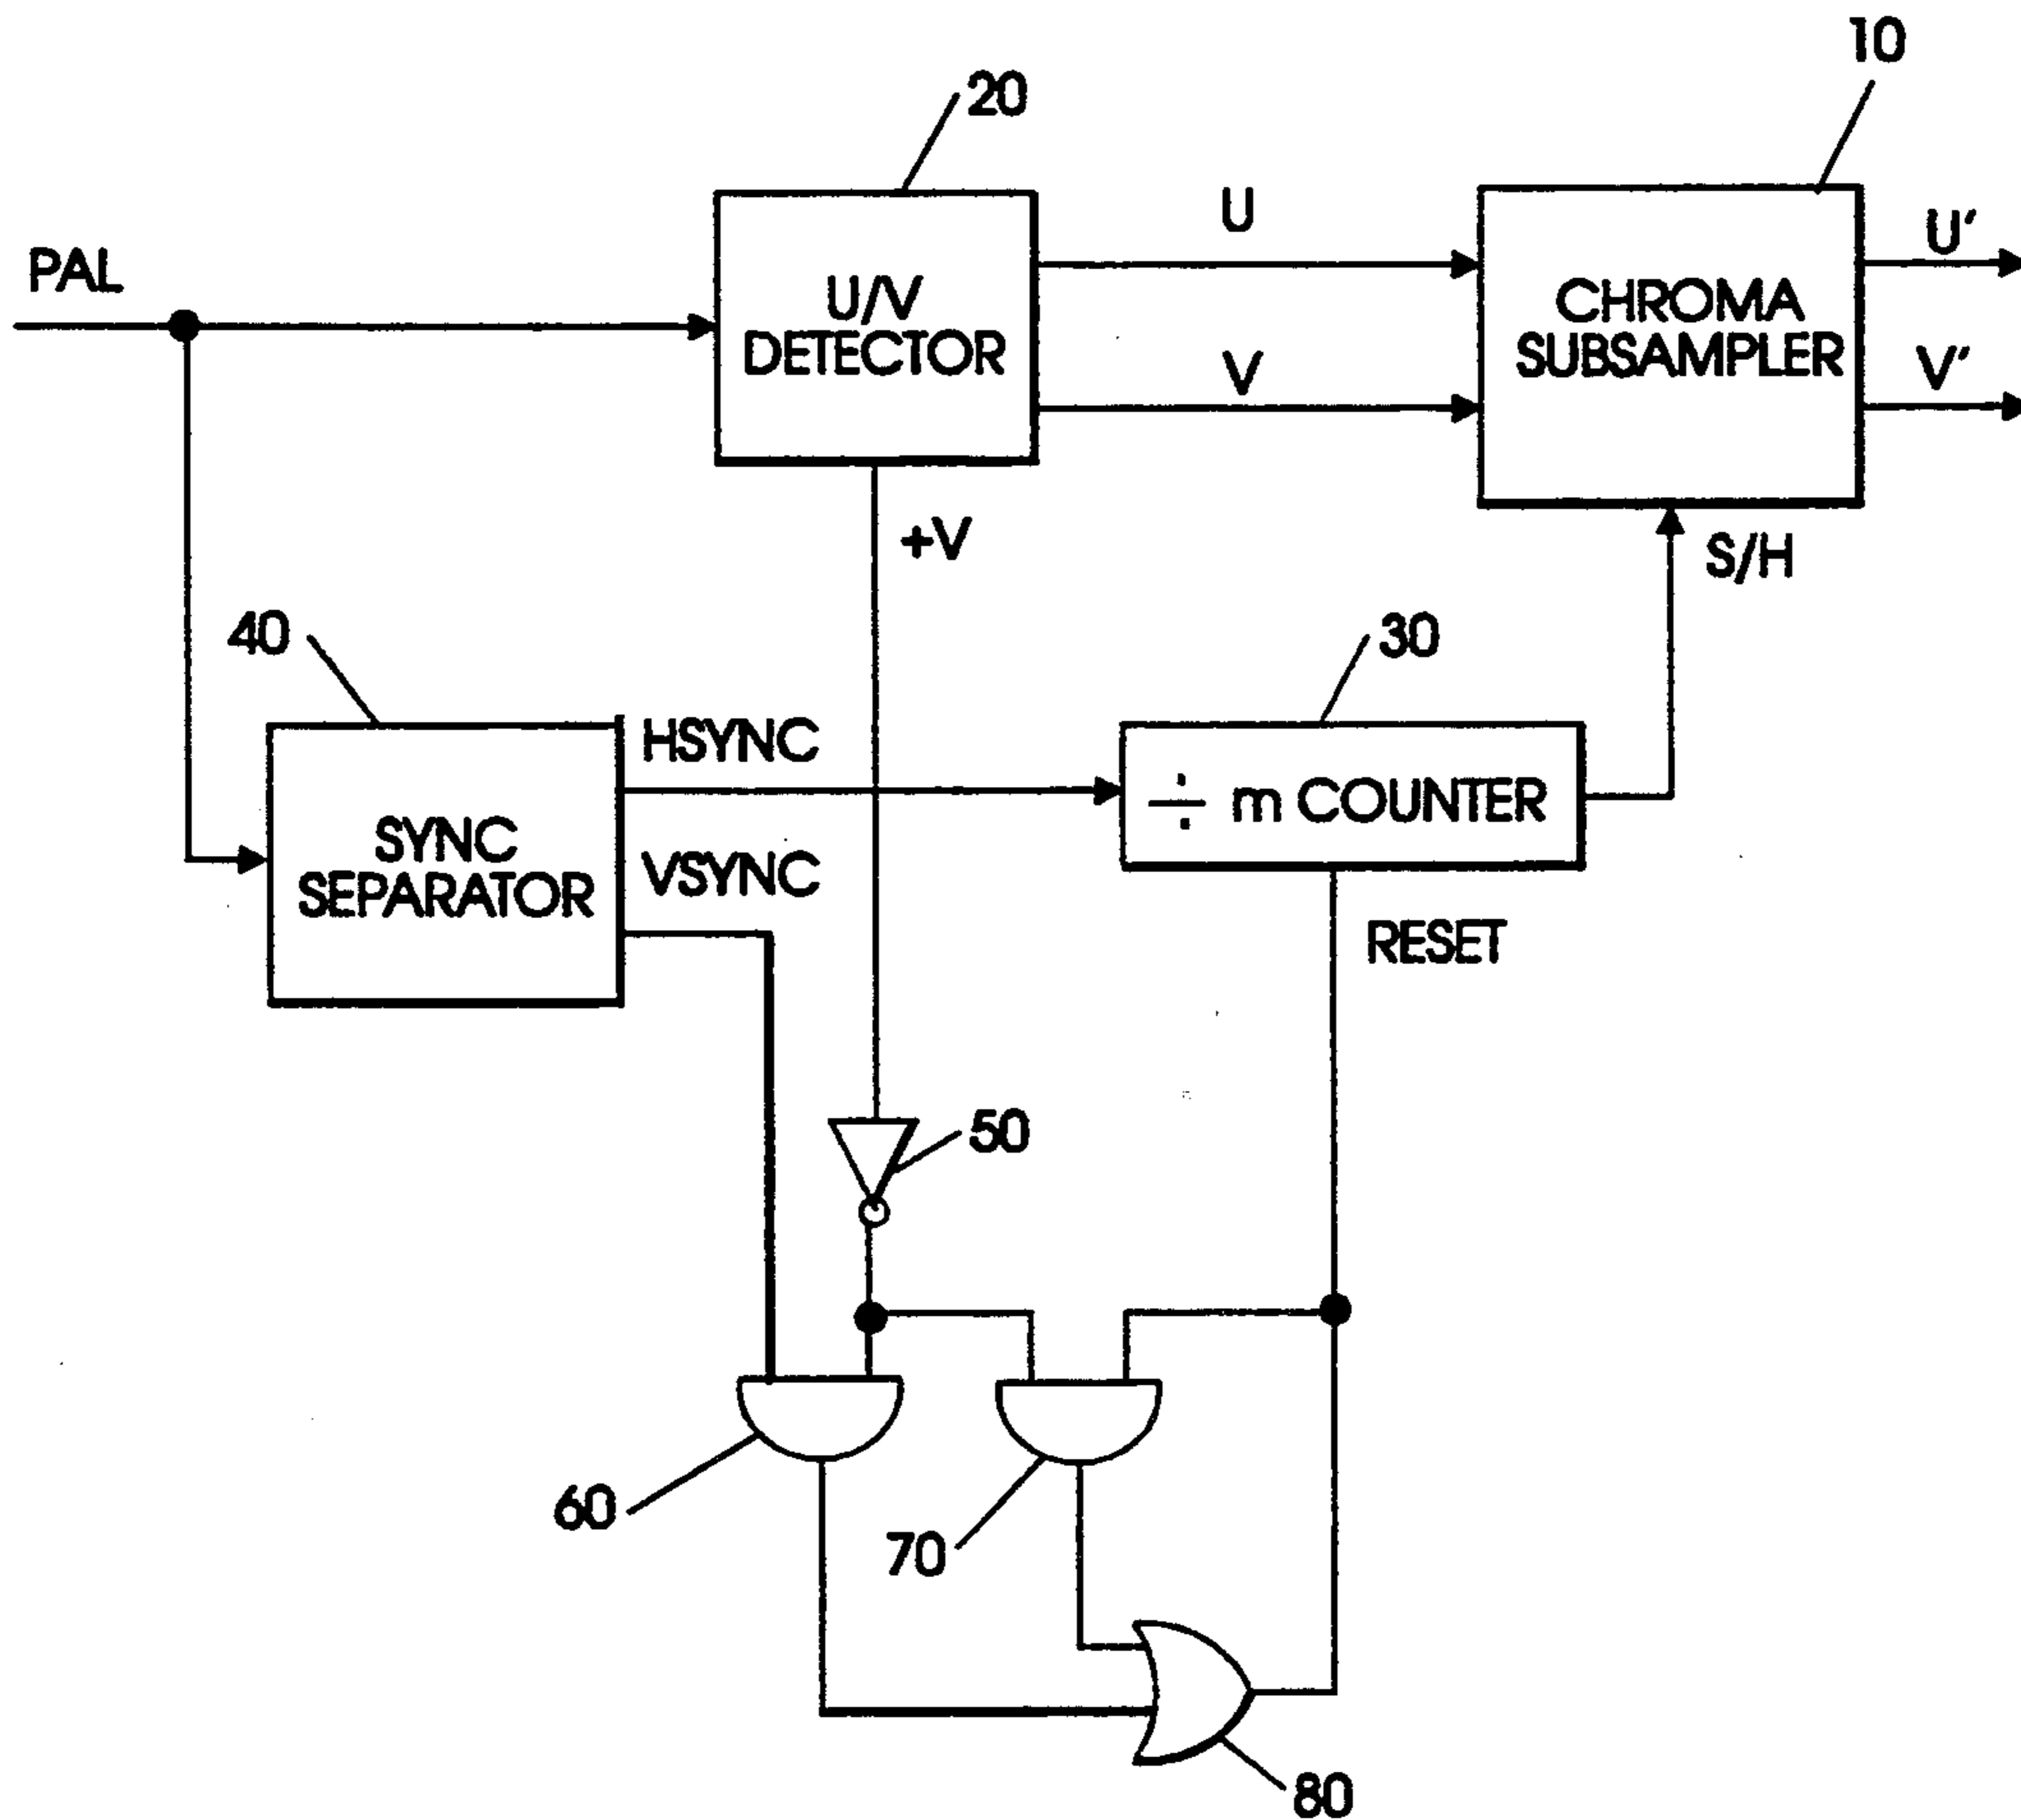 10
20
U
U'
PAL
U/V
DETECTOR
CHROMA
SUBSAMPLER
V
V'
+V
S/H
40
30
HSYNC
÷ m COUNTER
SYNC
SEPARATOR
VSYNC
RESET
50
60
70
80